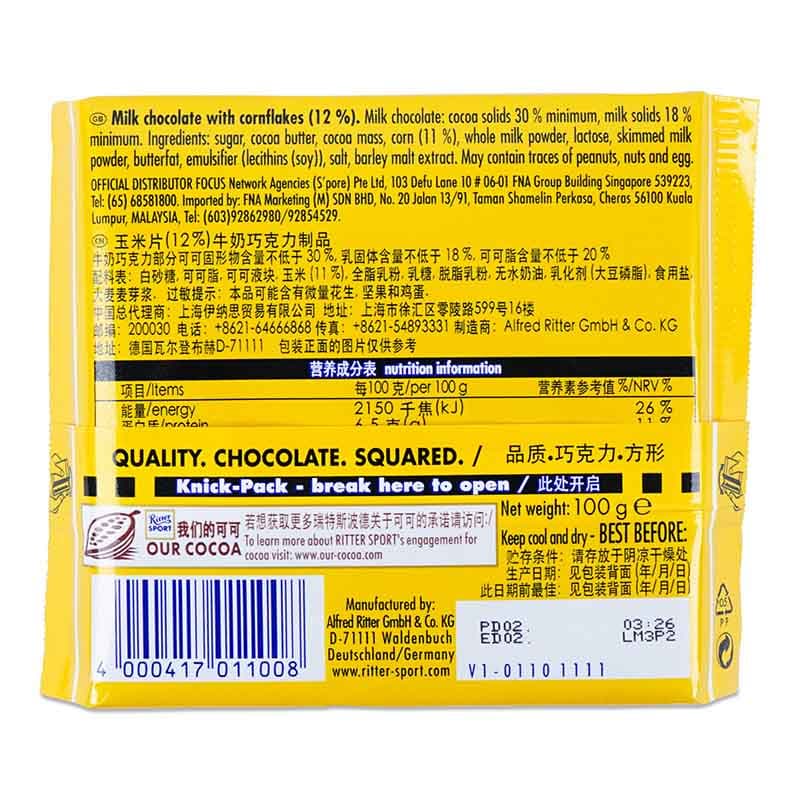 GB Milk chocolate with cornflakes (12 %). Milk chocolate: cocoa solids 30 % minimum, milk solids 18 %
minimum. Ingredients: sugar, cocoa butter, cocoa mass, corn (11 %), whole milk powder, lactose, skimmed milk
powder, butterfat, emulsifier (lecithins (soy)), salt, barley malt extract. May contain traces of peanuts, nuts and egg.
OFFICIAL DISTRIBUTOR FOCUS Network Agencies (S'pore) Pte Ltd, 103 Defu Lane 10 # 06-01 FNA Group Building Singapore 539223,
Tel: (65) 68581800. Imported by: FNA Marketing (M) SDN BHD, No. 20 Jalan 13/91, Taman Shamelin Perkasa, Cheras 56100 Kuala
Lumpur, MALAYSIA, Tel: (603)92862980/92854529.
CN 玉米片(12%)牛奶巧克力制品
牛奶巧克力部分可可固形物含量不低于 30%, 乳固体含量不低于 18%, 可可脂含量不低于 20%
配料表: 白砂糖, 可可脂, 可可液块, 玉米 (11%), 全脂乳粉, 乳糖, 脱脂乳粉, 无水奶油, 乳化剂 (大豆磷脂), 食用盐,
大麦麦芽浆. 过敏提示: 本品可能含有微量花生, 坚果和鸡蛋.
中国总代理商: 上海伊纳思贸易有限公司 地址: 上海市徐汇区零陵路599号16楼
邮编: 200030 电话: +8621-64666868 传真: +8621-54893331 制造商: Alfred Ritter GmbH & Co. KG
地址: 德国瓦尔登布赫D-71111 包装正面的图片仅供参考
营养成分表 nutrition information
项目/Items 每100克/per 100 g 营养素参考值%/NRV %
能量/energy 2150 千焦(kJ) 26 %
蛋白质/protein 6.5 克(g) 11 %
QUALITY. CHOCOLATE. SQUARED. / 品质.巧克力.方形
Knick-Pack - break here to open / 此处开启
Net weight: 100 g e
Ritter SPORT 我们的可可 OUR COCOA
若想获取更多瑞特斯波德关于可可的承诺请访问:/
To learn more about RITTER SPORT's engagement for
cocoa visit: www.our-cocoa.com
Keep cool and dry - BEST BEFORE:
贮存条件: 请存放于阴凉干燥处
生产日期: 见包装背面 (年/月/日)
此日期前最佳: 见包装背面 (年/月/日)
4 000417 011008
Manufactured by:
Alfred Ritter GmbH & Co. KG
D-71111 Waldenbuch
Deutschland/Germany
www.ritter-sport.com
PD02. 03:26
ED02. LM3P2
V1-01101111
05
PP